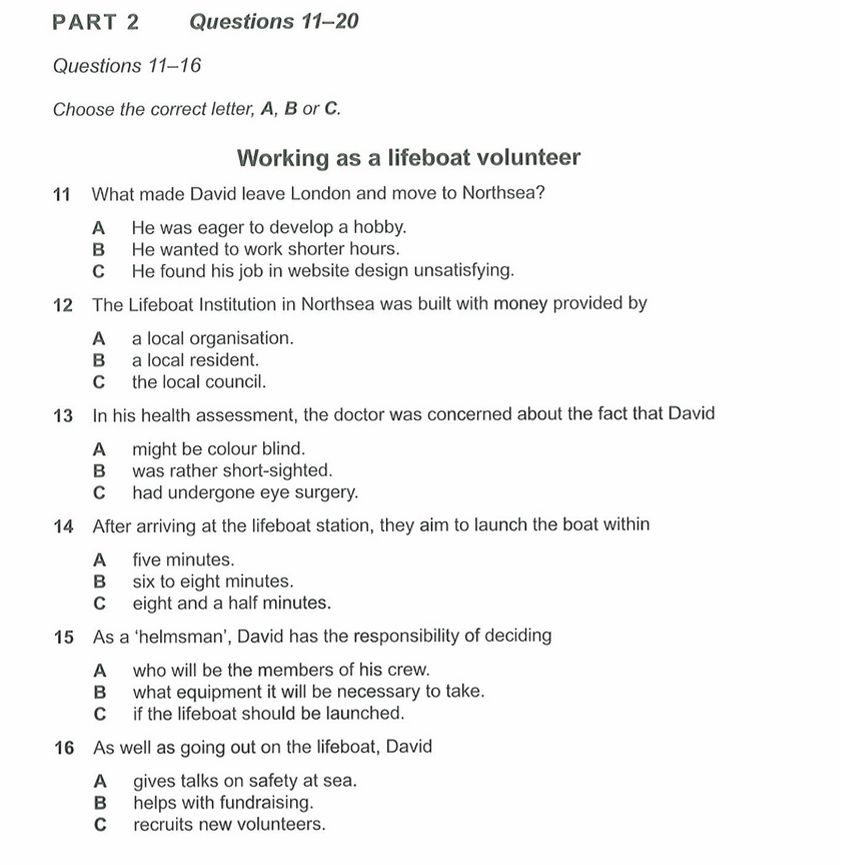 PART 2 Questions 11–20
Questions 11–16
Choose the correct letter, A, B or C.
Working as a lifeboat volunteer
11 What made David leave London and move to Northsea?
A He was eager to develop a hobby.
B He wanted to work shorter hours.
C He found his job in website design unsatisfying.
12 The Lifeboat Institution in Northsea was built with money provided by
A a local organisation.
B a local resident.
C the local council.
13 In his health assessment, the doctor was concerned about the fact that David
A might be colour blind.
B was rather short-sighted.
C had undergone eye surgery.
14 After arriving at the lifeboat station, they aim to launch the boat within
A five minutes.
B six to eight minutes.
C eight and a half minutes.
15 As a ‘helmsman’, David has the responsibility of deciding
A who will be the members of his crew.
B what equipment it will be necessary to take.
C if the lifeboat should be launched.
16 As well as going out on the lifeboat, David
A gives talks on safety at sea.
B helps with fundraising.
C recruits new volunteers.